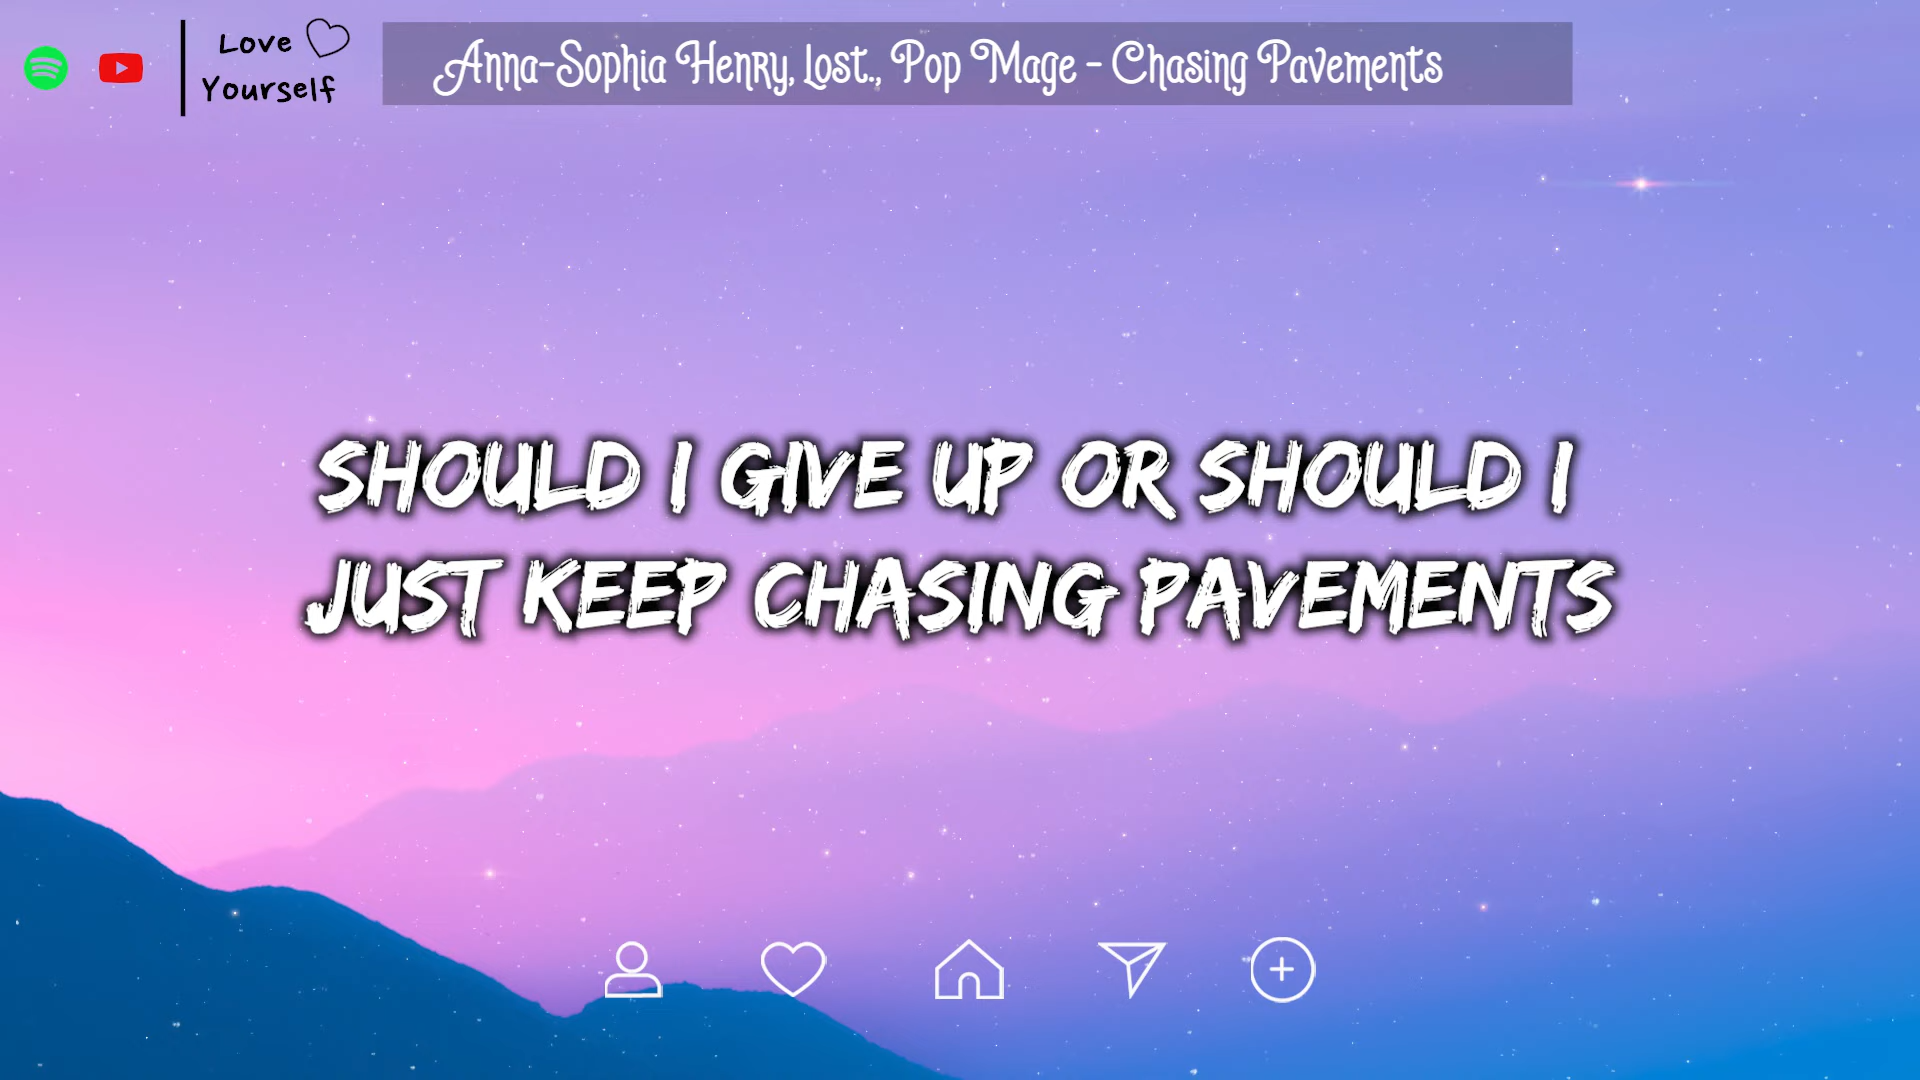 Love
Yourself
Anna-Sophia Henry, Lost., Pop Mage - Chasing Pavements
SHOULD I GIVE UP OR SHOULD I
JUST KEEP CHASING PAVEMENTS